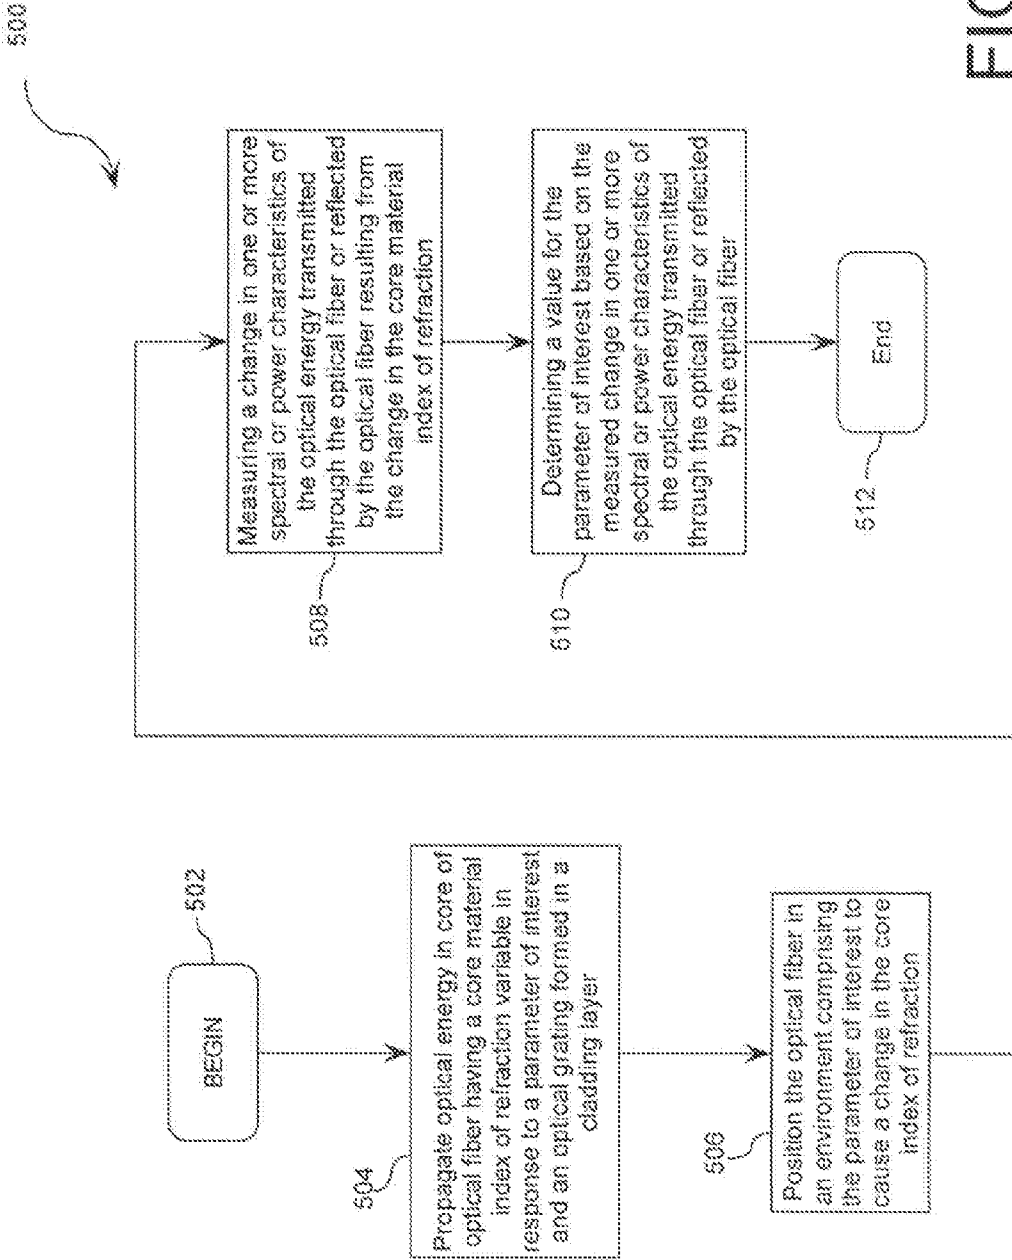 500
BEGIN
502
Propagate optical energy in core of
optical fiber having a core material
index of refraction variable in
response to a parameter of interest
and an optical grating formed in a
cladding layer
504
Position the optical fiber in
an environment comprising
the parameter of interest to
cause a change in the core
index of refraction
506
Measuring a change in one or more
spectral or power characteristics of
the optical energy transmitted
through the optical fiber or reflected
by the optical fiber resulting from
the change in the core material
index of refraction
508
Determining a value for the
parameter of interest based on the
measured change in one or more
spectral or power characteristics of
the optical energy transmitted
through the optical fiber or reflected
by the optical fiber
510
End
512